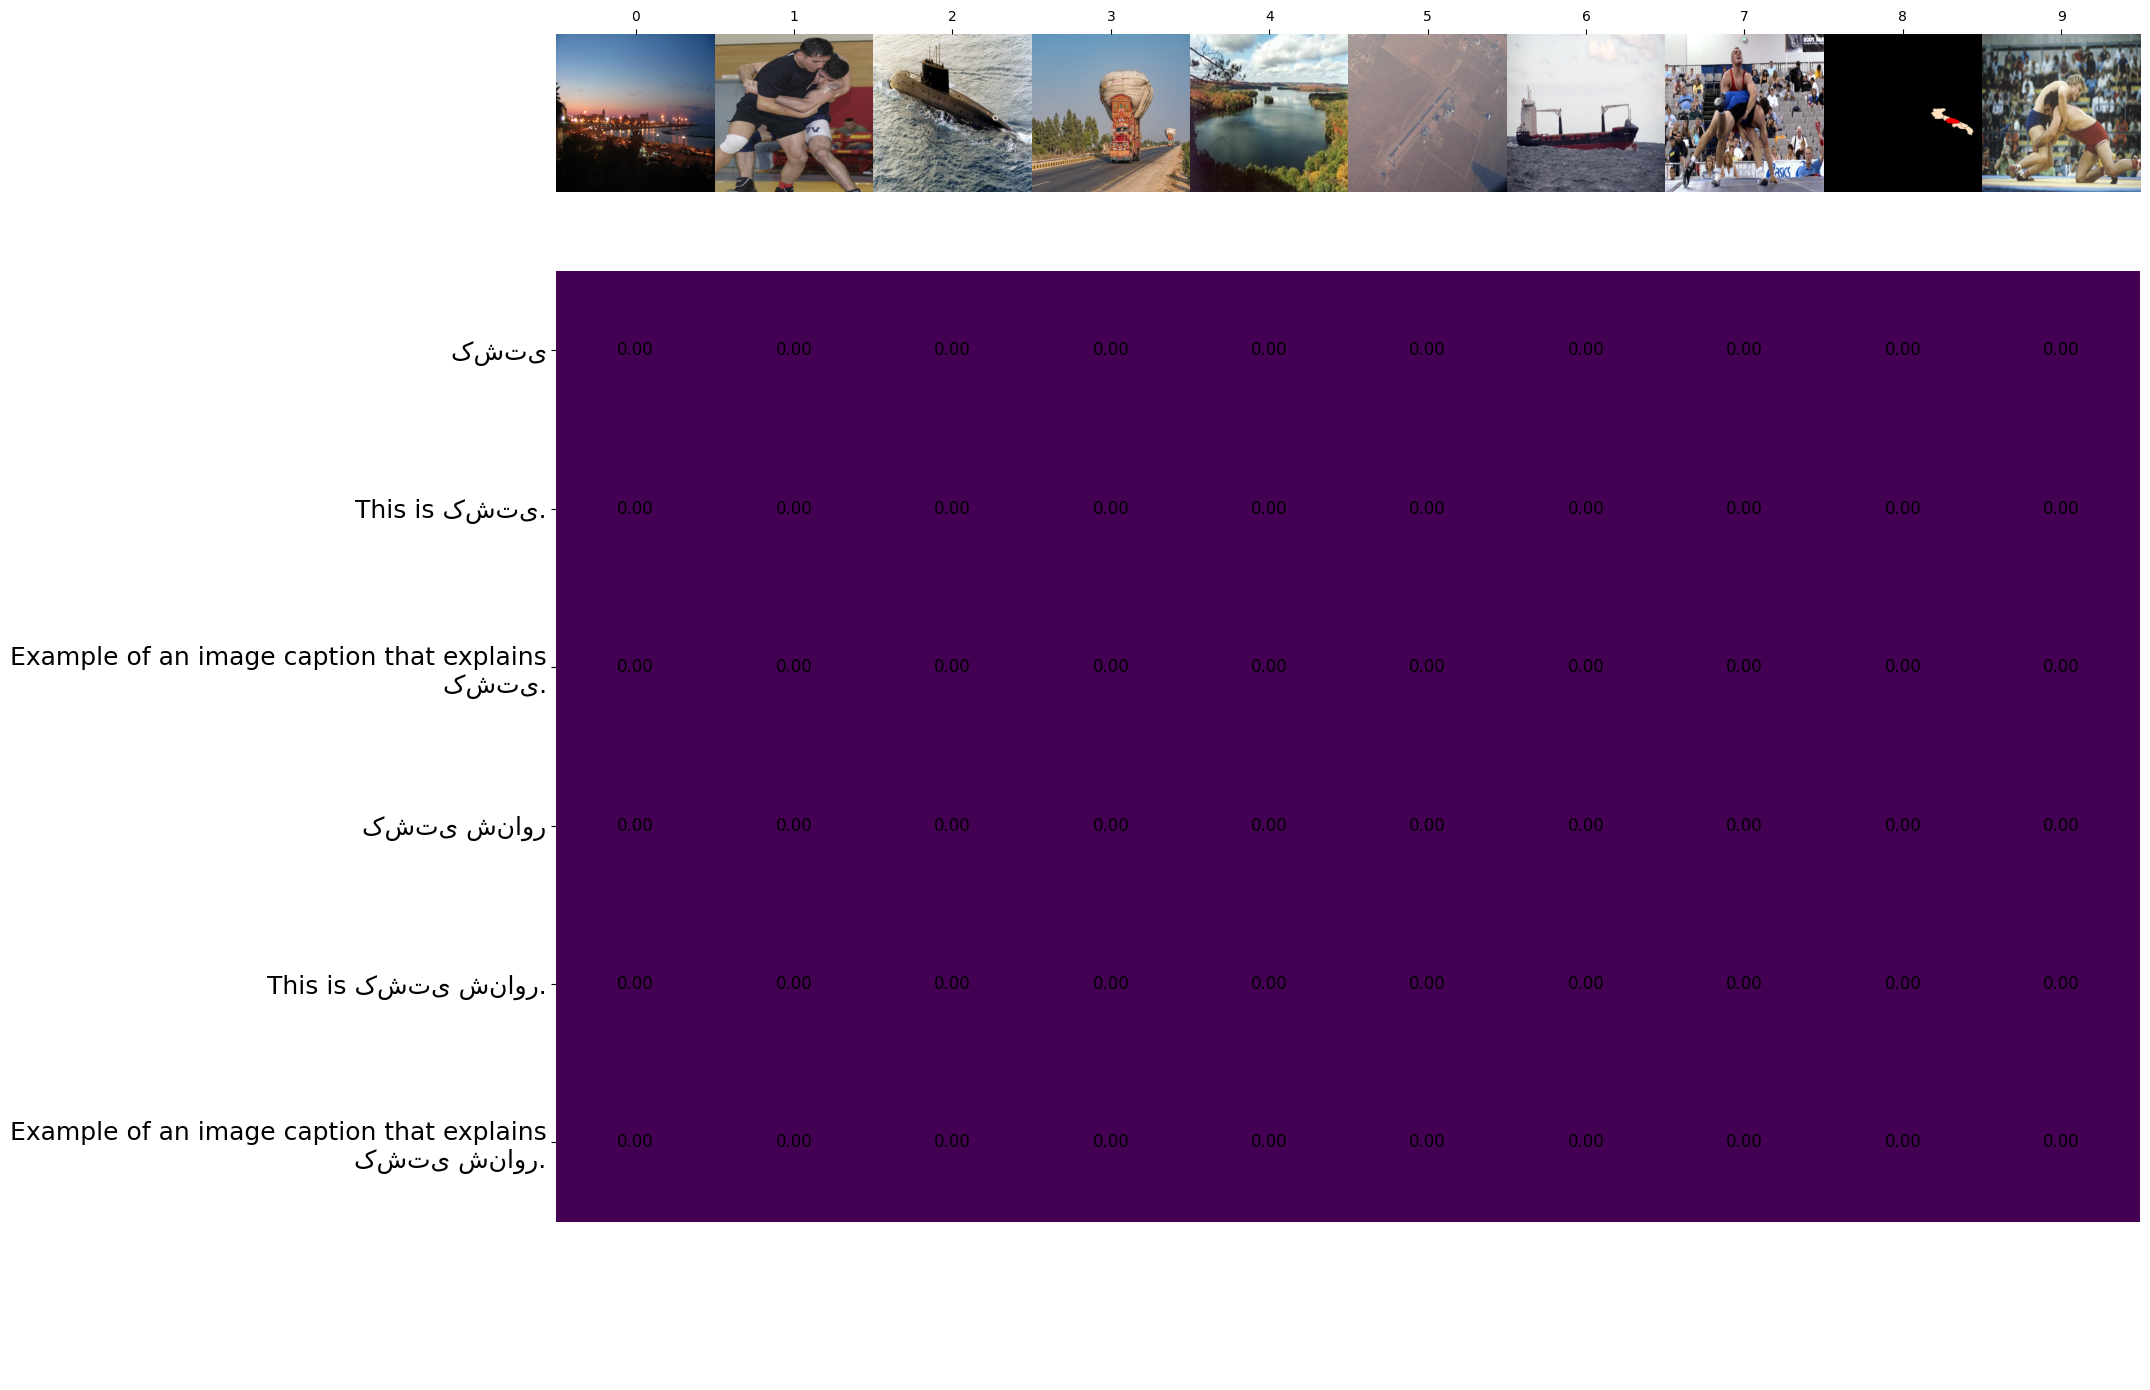 0 1 2 3 4 5 6 7 8 9
کشتی 0.00 0.00 0.00 0.00 0.00 0.00 0.00 0.00 0.00 0.00
This is کشتی. 0.00 0.00 0.00 0.00 0.00 0.00 0.00 0.00 0.00 0.00
Example of an image caption that explains
کشتی. 0.00 0.00 0.00 0.00 0.00 0.00 0.00 0.00 0.00 0.00
کشتی شناور 0.00 0.00 0.00 0.00 0.00 0.00 0.00 0.00 0.00 0.00
This is کشتی شناور. 0.00 0.00 0.00 0.00 0.00 0.00 0.00 0.00 0.00 0.00
Example of an image caption that explains
کشتی شناور. 0.00 0.00 0.00 0.00 0.00 0.00 0.00 0.00 0.00 0.00